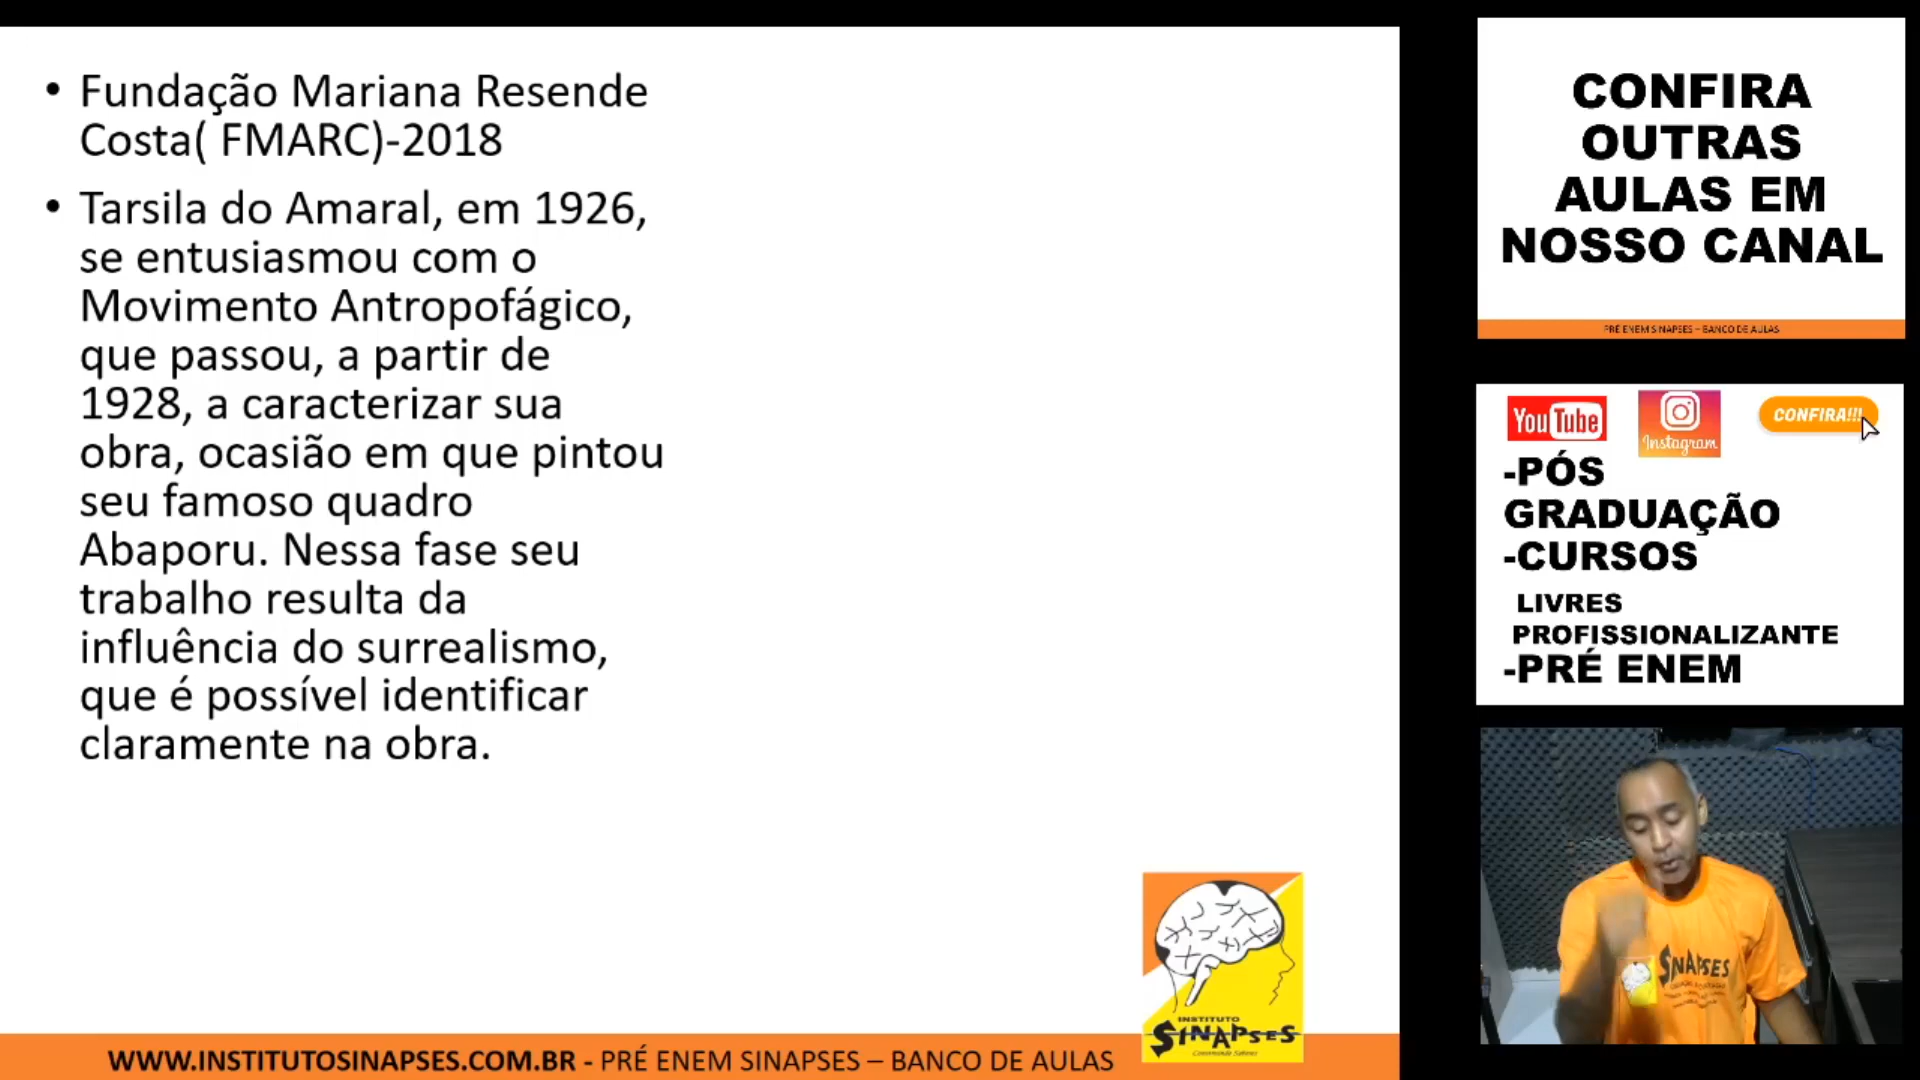 • Fundação Mariana Resende
Costa( FMARC)-2018
• Tarsila do Amaral, em 1926,
se entusiasmou com o
Movimento Antropofágico,
que passou, a partir de
1928, a caracterizar sua
obra, ocasião em que pintou
seu famoso quadro
Abaporu. Nessa fase seu
trabalho resulta da
influência do surrealismo,
que é possível identificar
claramente na obra.
INSTITUTO
SINAPSES
WWW.INSTITUTOSINAPSES.COM.BR - PRÉ ENEM SINAPSES – BANCO DE AULAS
CONFIRA
OUTRAS
AULAS EM
NOSSO CANAL
PRÉ ENEM SINAPSES – BANCO DE AULAS
YouTube
Instagram
CONFIRA!!!
-PÓS
GRADUAÇÃO
-CURSOS
LIVRES
PROFISSIONALIZANTE
-PRÉ ENEM
SINAPSES